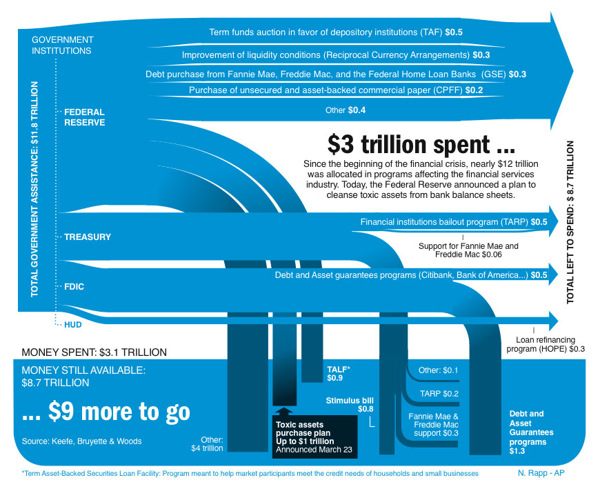 GOVERNMENT
INSTITUTIONS
TOTAL GOVERNMENT ASSISTANCE: $11.8 TRILLION
Term funds auction in favor of depository institutions (TAF) $0.5
Improvement of liquidity conditions (Reciprocal Currency Arrangements) $0.3
Debt purchase from Fannie Mae, Freddie Mac, and the Federal Home Loan Banks (GSE) $0.3
Purchase of unsecured and asset-backed commercial paper (CPFF) $0.2
Other $0.4
FEDERAL
RESERVE
$3 trillion spent ...
Since the beginning of the financial crisis, nearly $12 trillion
was allocated in programs affecting the financial services
industry. Today, the Federal Reserve announced a plan to
cleanse toxic assets from bank balance sheets.
TOTAL LEFT TO SPEND: $ 8.7 TRILLION
Financial institutions bailout program (TARP) $0.5
TREASURY
Support for Fannie Mae and
Freddie Mac $0.06
Debt and Asset guarantees programs (Citibank, Bank of America...) $0.5
FDIC
HUD
Loan refinancing
program (HOPE) $0.3
MONEY SPENT: $3.1 TRILLION
MONEY STILL AVAILABLE:
$8.7 TRILLION
... $9 more to go
Source: Keefe, Bruyette & Woods
Other:
$4 trillion
Toxic assets
purchase plan
Up to $1 trillion
Announced March 23
TALF*
$0.9
Stimulus bill
$0.8
Other: $0.1
TARP $0.2
Fannie Mae &
Freddie Mac
support $0.3
Debt and
Asset
Guarantees
programs
$1.3
*Term Asset-Backed Securities Loan Facility: Program meant to help market participants meet the credit needs of households and small businesses
N. Rapp - AP